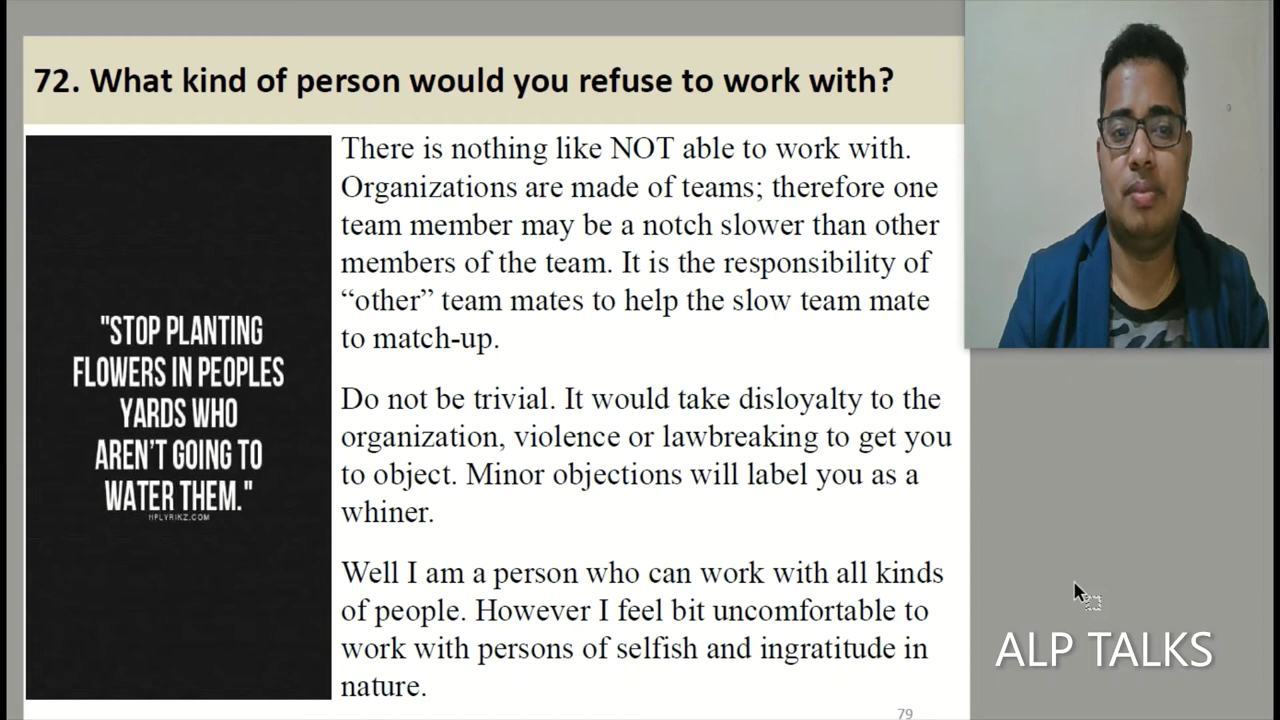 72. What kind of person would you refuse to work with?
"STOP PLANTING
FLOWERS IN PEOPLES
YARDS WHO
AREN'T GOING TO
WATER THEM."
HPLYRIKZ.COM
There is nothing like NOT able to work with.
Organizations are made of teams; therefore one
team member may be a notch slower than other
members of the team. It is the responsibility of
“other” team mates to help the slow team mate
to match-up.
Do not be trivial. It would take disloyalty to the
organization, violence or lawbreaking to get you
to object. Minor objections will label you as a
whiner.
Well I am a person who can work with all kinds
of people. However I feel bit uncomfortable to
work with persons of selfish and ingratitude in
nature.
79
ALP TALKS